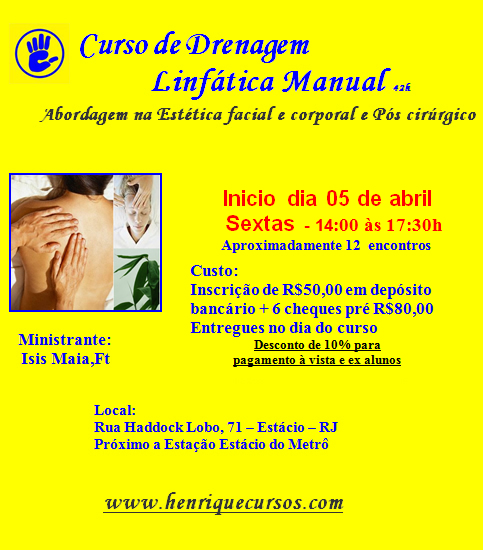 Curso de Drenagem
Linfática Manual 42h
Abordagem na Estética facial e corporal e Pós cirúrgico
Inicio dia 05 de abril
Sextas - 14:00 às 17:30h
Aproximadamente 12 encontros
Custo:
Inscrição de R$50,00 em depósito
bancário + 6 cheques pré R$80,00
Entregues no dia do curso
Desconto de 10% para
pagamento à vista e ex alunos
Ministrante:
Isis Maia,Ft
Local:
Rua Haddock Lobo, 71 – Estácio – RJ
Próximo a Estação Estácio do Metrô
www.henriquecursos.com